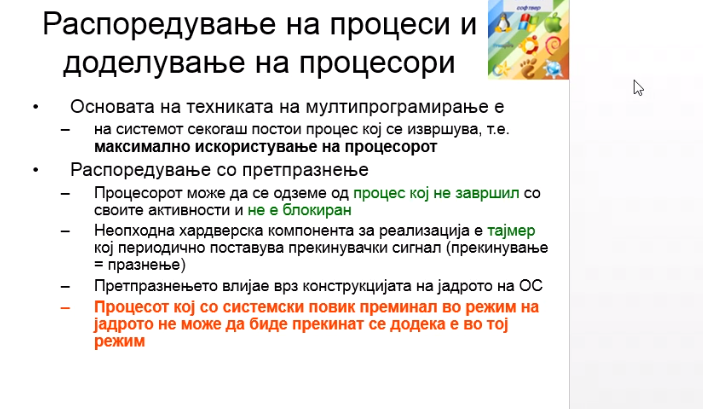 Распоредување на процеси и
доделување на процесори
софтвер
• Основата на техниката на мултипрограмирање е
– на системот секогаш постои процес кој се извршува, т.е.
максимално искористување на процесорот
• Распоредување со претпразнење
– Процесорот може да се одземе од процес кој не завршил со
своите активности и не е блокиран
– Неопходна хардверска компонента за реализација е тајмер
кој периодично поставува прекинувачки сигнал (прекинување
= празнење)
– Претпразнењето влијае врз конструкцијата на јадрото на ОС
– Процесот кој со системски повик преминал во режим на
јадрото не може да биде прекинат се додека е во тој
режим